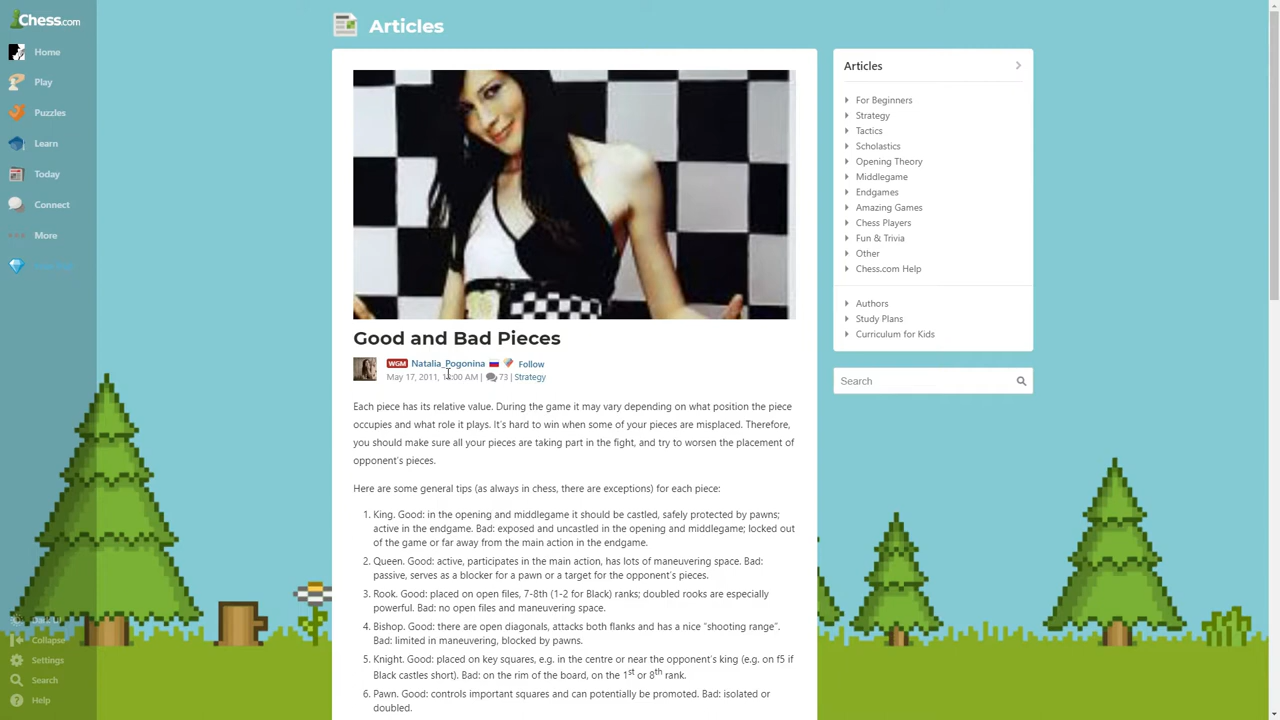 Chess.com
Home
Play
Puzzles
Learn
Today
Connect
More
Collapse
Settings
Search
Help
Articles
Good and Bad Pieces
WGM Natalia_Pogonina Follow
May 17, 2011, 12:00 AM | 73 | Strategy
Each piece has its relative value. During the game it may vary depending on what position the piece
occupies and what role it plays. It's hard to win when some of your pieces are misplaced. Therefore,
you should make sure all your pieces are taking part in the fight, and try to worsen the placement of
opponent's pieces.
Here are some general tips (as always in chess, there are exceptions) for each piece:
1. King. Good: in the opening and middlegame it should be castled, safely protected by pawns;
active in the endgame. Bad: exposed and uncastled in the opening and middlegame; locked out
of the game or far away from the main action in the endgame.
2. Queen. Good: active, participates in the main action, has lots of maneuvering space. Bad:
passive, serves as a blocker for a pawn or a target for the opponent's pieces.
3. Rook. Good: placed on open files, 7-8th (1-2 for Black) ranks; doubled rooks are especially
powerful. Bad: no open files and maneuvering space.
4. Bishop. Good: there are open diagonals, attacks both flanks and has a nice "shooting range".
Bad: limited in maneuvering, blocked by pawns.
5. Knight. Good: placed on key squares, e.g. in the centre or near the opponent's king (e.g. on f5 if
Black castles short). Bad: on the rim of the board, on the 1st or 8th rank.
6. Pawn. Good: controls important squares and can potentially be promoted. Bad: isolated or
doubled.
Articles
For Beginners
Strategy
Tactics
Scholastics
Opening Theory
Middlegame
Endgames
Amazing Games
Chess Players
Fun & Trivia
Other
Chess.com Help
Authors
Study Plans
Curriculum for Kids
Search